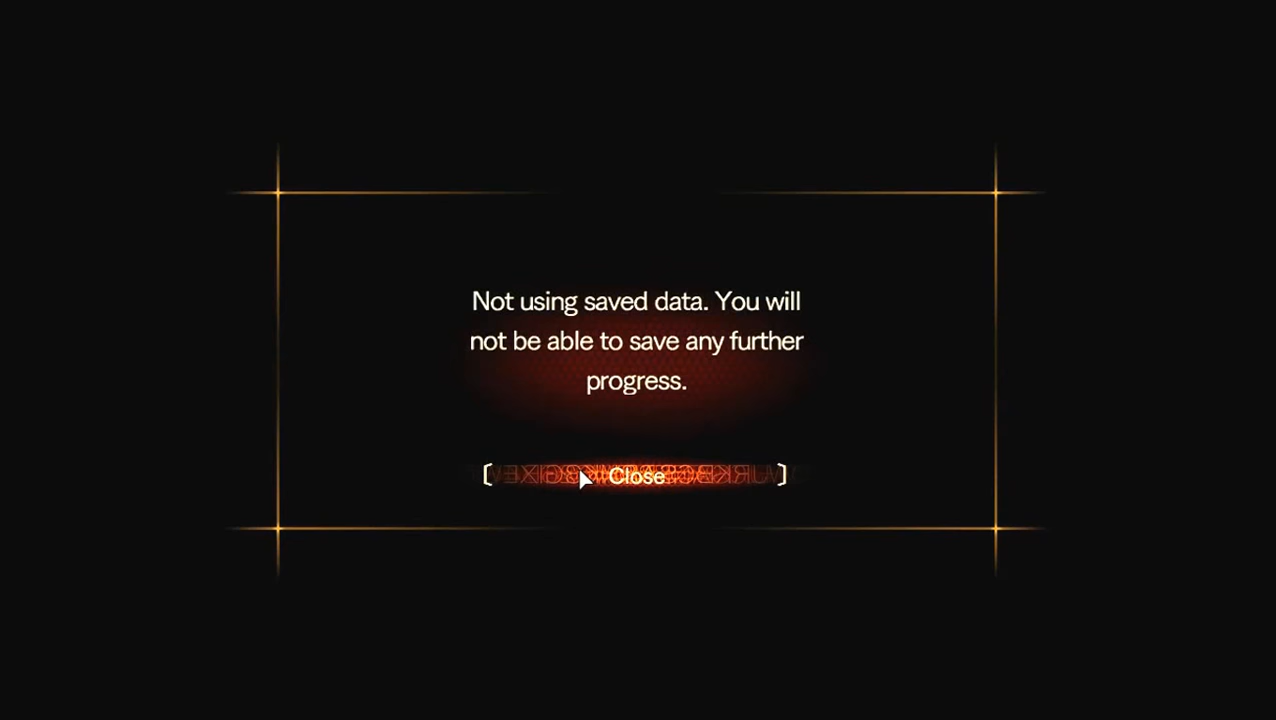 Not using saved data. You will
not be able to save any further
progress.
Close